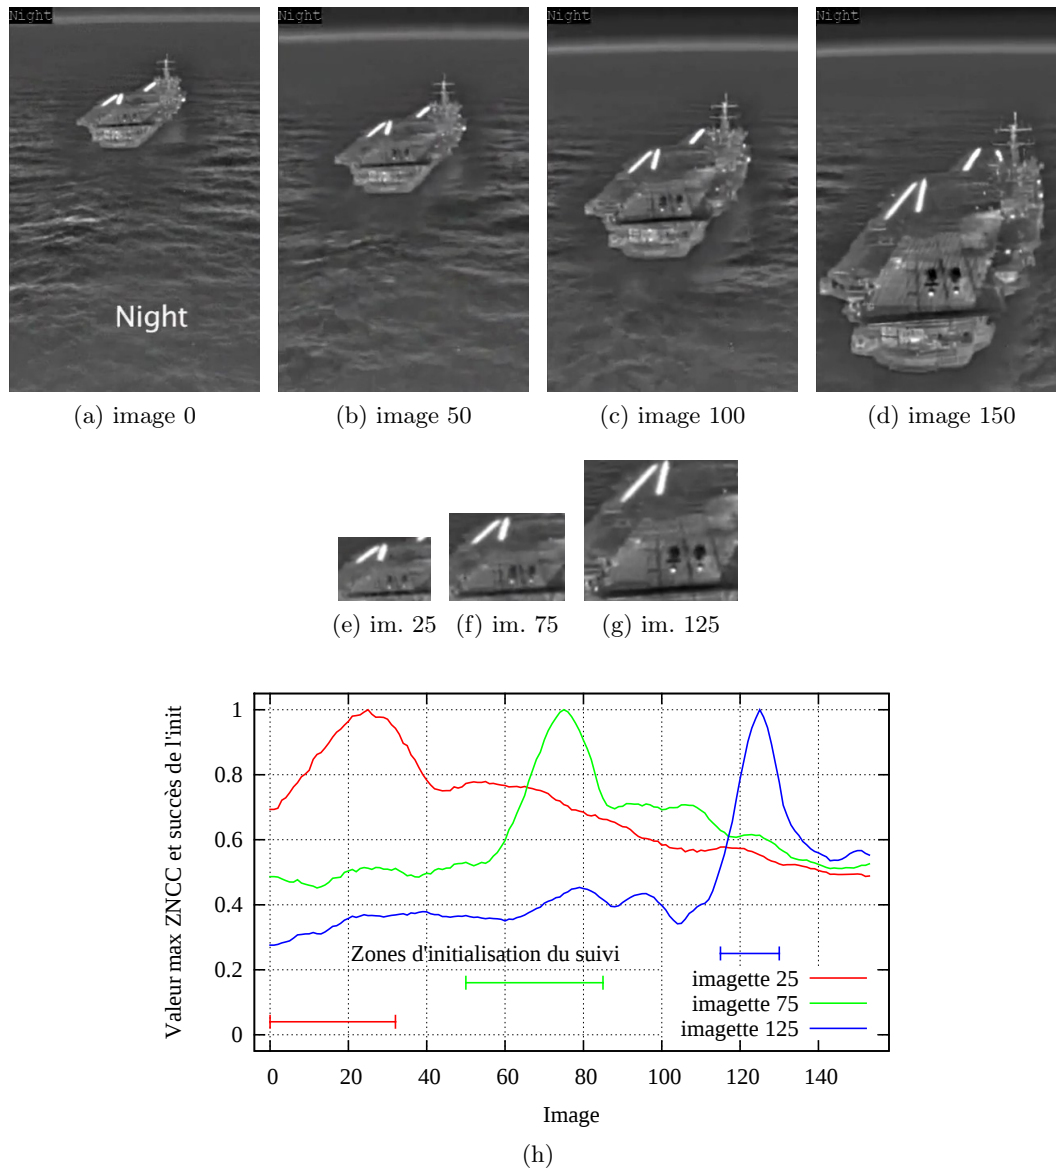 Night
Night
Night
Night
Night
(a) image 0
(b) image 50
(c) image 100
(d) image 150
(e) im. 25
(f) im. 75
(g) im. 125
Valeur max ZNCC et succès de l'init
1
0.8
0.6
0.4
0.2
0
Zones d'initialisation du suivi
imagette 25
imagette 75
imagette 125
0 20 40 60 80 100 120 140
Image
(h)